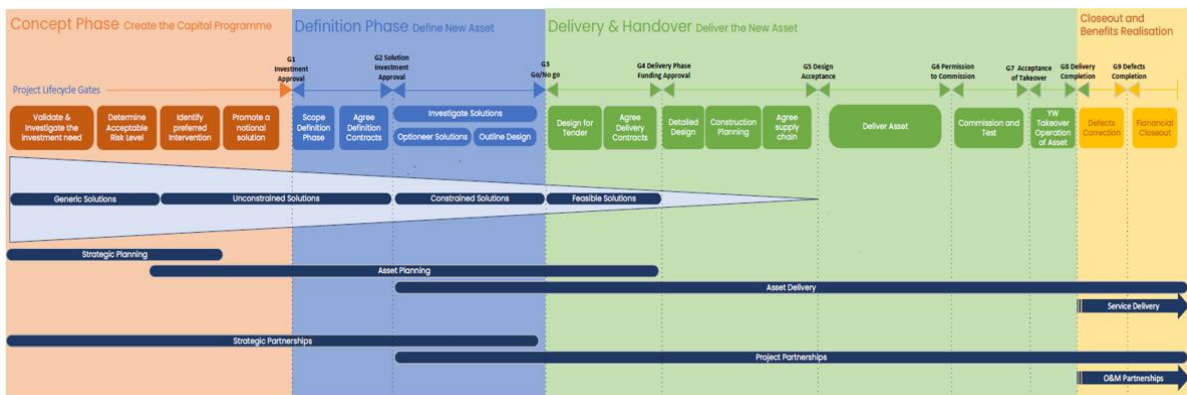 Concept Phase Create the Capital Programme
Definition Phase Define New Asset
Delivery & Handover Deliver the New Asset
Closeout and
Benefits Realisation
G1
Investment
Approval
G2 Solution
Investment
Approval
G3
Go/No go
G4 Delivery Phase
Funding Approval
G5 Design
Acceptance
G6 Permission
to Commission
G7 Acceptance
of Takeover
G8 Delivery
Completion
G9 Defects
Completion
Project Lifecycle Gates
Validate &
Investigate the
investment need
Determine
Acceptable
Risk Level
Identify
preferred
Intervention
Promote a
notional
solution
Scope
Definition
Phase
Agree
Definition
Contracts
Investigate Solutions
Optioneer Solutions
Outline Design
Design for
Tender
Agree
Delivery
Contracts
Detailed
Design
Construction
Planning
Agree
supply
chain
Deliver Asset
Commission and
Test
YW
Takeover
Operation
of Asset
Defects
Correction
Fianancial
Closeout
Generic Solutions
Unconstrained Solutions
Constrained Solutions
Feasible Solutions
Strategic Planning
Asset Planning
Asset Delivery
Service Delivery
Strategic Partnerships
Project Partnerships
O&M Partnerships